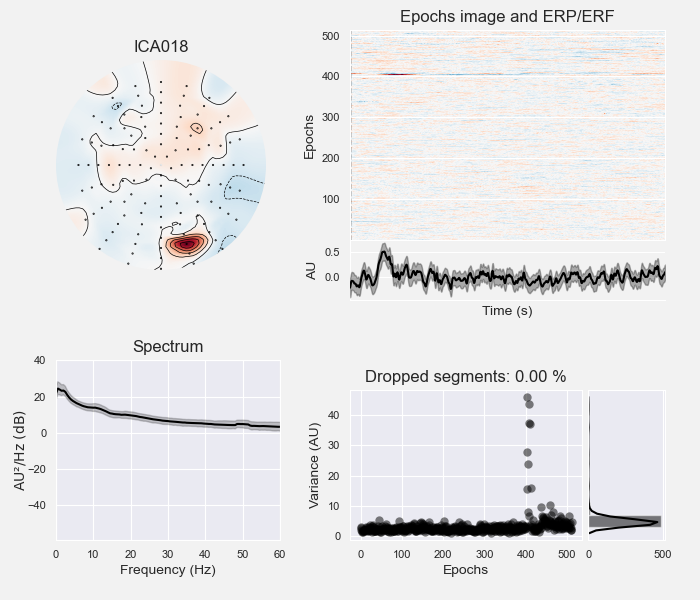 ICA018
Epochs image and ERP/ERF
500
400
300
200
100
Epochs
0.5
0.0
AU
Time (s)
Spectrum
40
20
0
−20
−40
AU²/Hz (dB)
0 10 20 30 40 50 60
Frequency (Hz)
Dropped segments: 0.00 %
40
30
20
10
0
Variance (AU)
0 100 200 300 400 500
Epochs
0 500